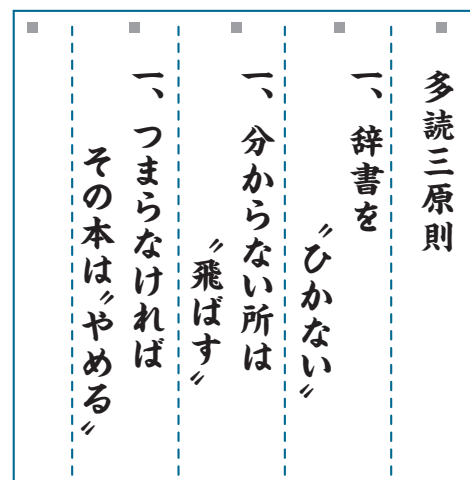 多読三原則
一、辞書を
〝ひかない〟
一、分からない所は
〝飛ばす〟
一、つまらなければ
その本は〝やめる〟